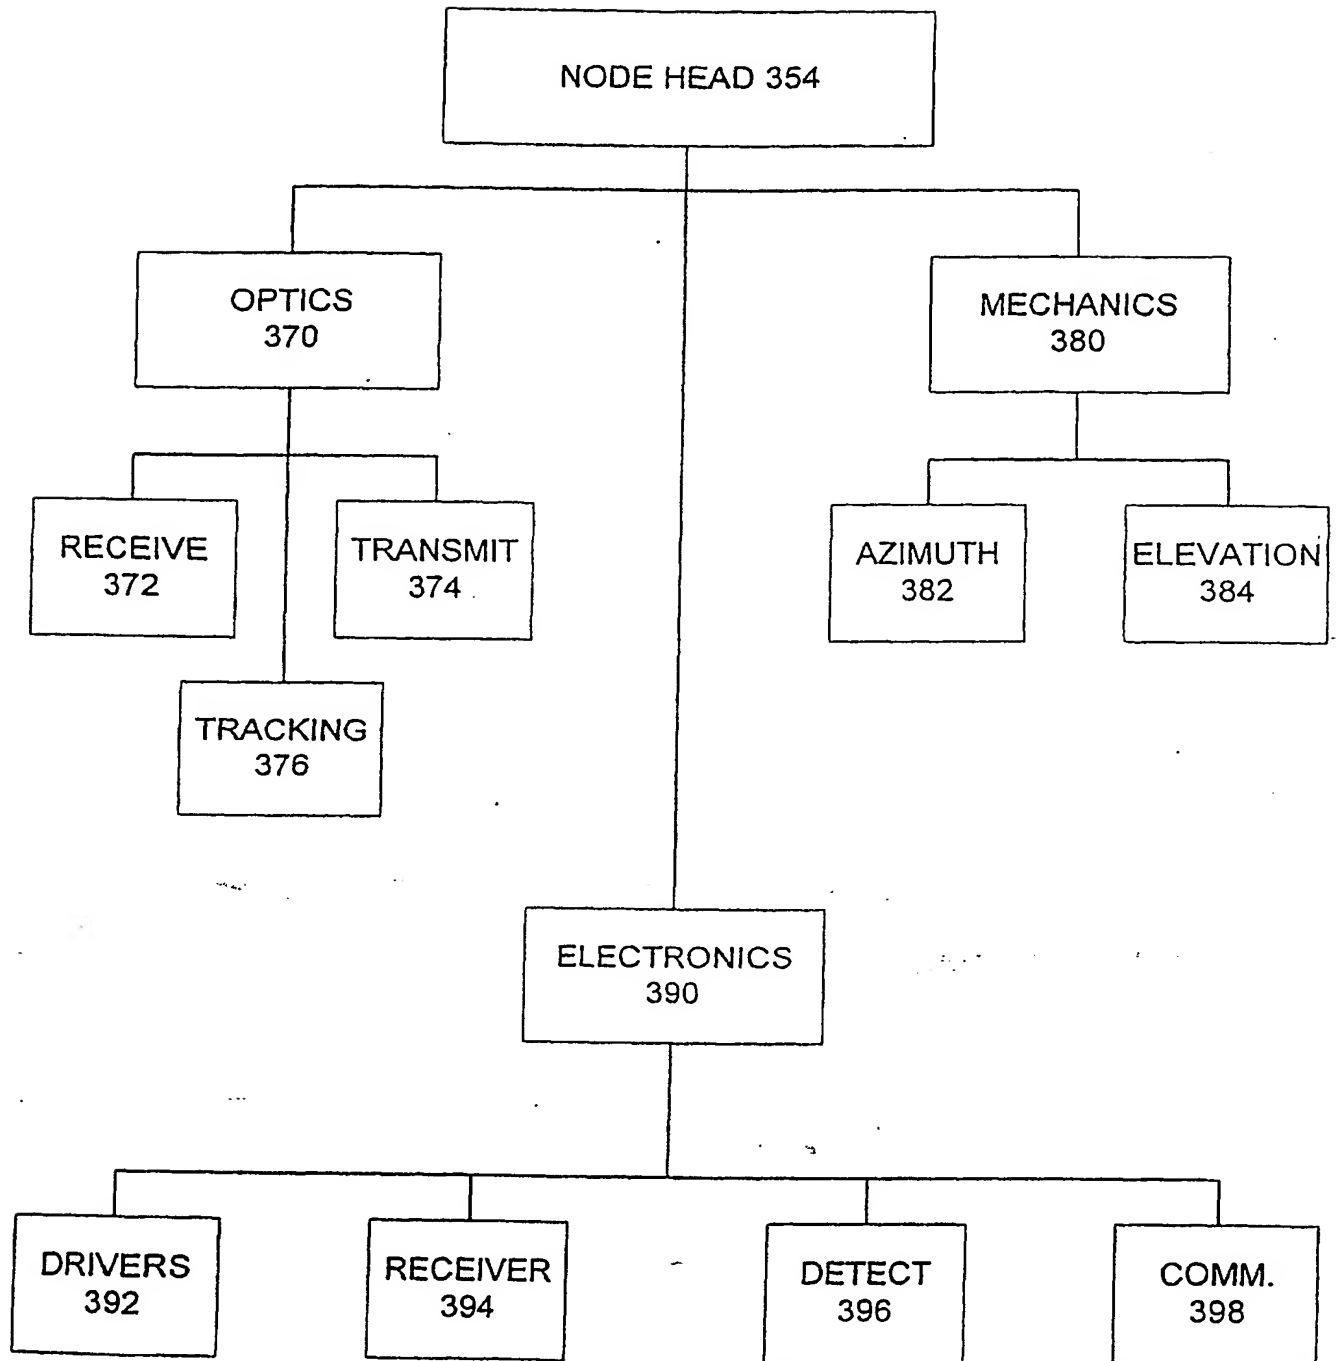 NODE HEAD 354
OPTICS
370
MECHANICS
380
RECEIVE
372
TRANSMIT
374
AZIMUTH
382
ELEVATION
384
TRACKING
376
ELECTRONICS
390
DRIVERS
392
RECEIVER
394
DETECT
396
COMM.
398